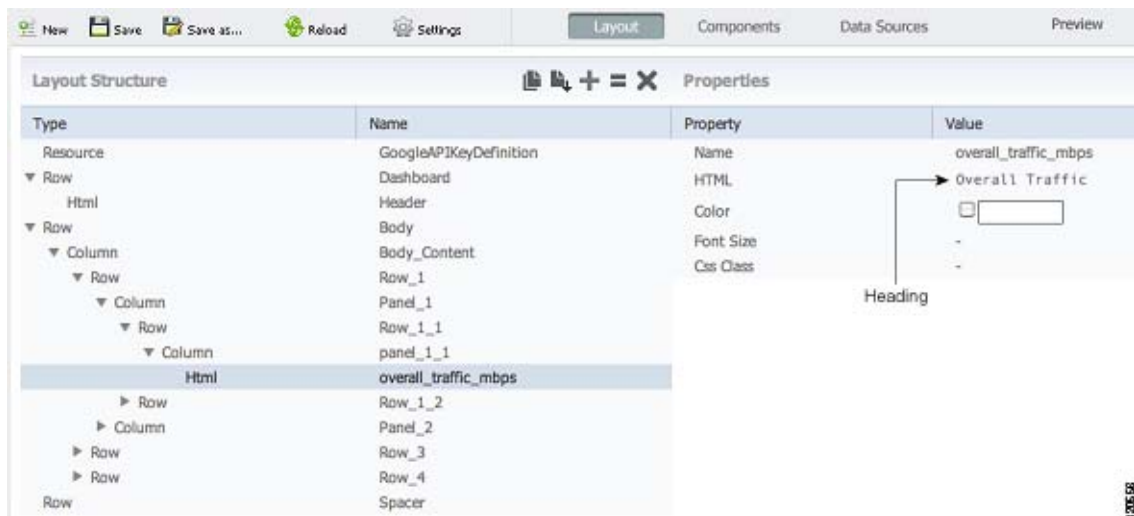 New Save Save as... Reload Settings Layout Components Data Sources Preview
Layout Structure Properties
Type Name Property Value
Resource GoogleAPIKeyDefinition Name overall_traffic_mbps
Row Dashboard HTML Overall Traffic
Html Header Color
Row Body Font Size -
Column Body_Content Css Class -
Row Row_1
Heading
Column Panel_1
Row Row_1_1
Column panel_1_1
Html overall_traffic_mbps
Row Row_1_2
Column Panel_2
Row Row_3
Row Row_4
Row Spacer